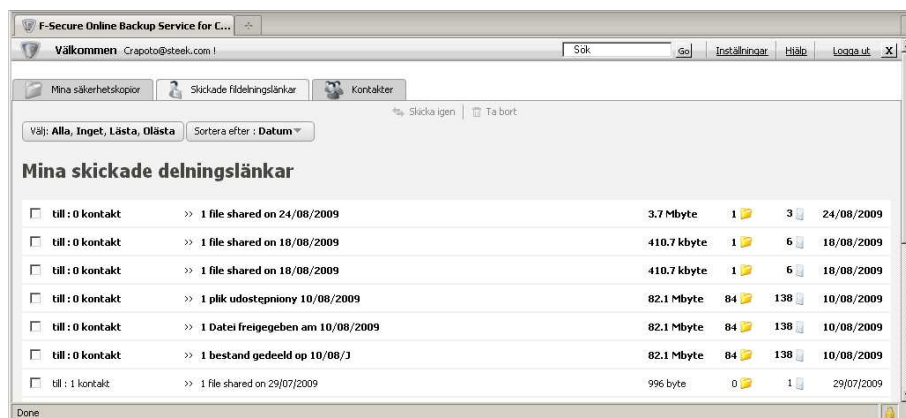 F-Secure Online Backup Service for C...
Välkommen Crapoto@steek.com ! Sök Go Inställningar Hjälp Logga ut X
Mina säkerhetskopior Skickade fildelningslänkar Kontakter
Skicka igen Ta bort
Välj: Alla, Inget, Lästa, Olästa Sortera efter : Datum
Mina skickade delningslänkar
till : 0 kontakt >> 1 file shared on 24/08/2009 3.7 Mbyte 1 3 24/08/2009
till : 0 kontakt >> 1 file shared on 18/08/2009 410.7 kbyte 1 6 18/08/2009
till : 0 kontakt >> 1 file shared on 18/08/2009 410.7 kbyte 1 6 18/08/2009
till : 0 kontakt >> 1 plik udostępniony 10/08/2009 82.1 Mbyte 84 138 10/08/2009
till : 0 kontakt >> 1 Datei freigegeben am 10/08/2009 82.1 Mbyte 84 138 10/08/2009
till : 0 kontakt >> 1 bestand gedeeld op 10/08/J 82.1 Mbyte 84 138 10/08/2009
till : 1 kontakt >> 1 file shared on 29/07/2009 996 byte 0 1 29/07/2009
Done